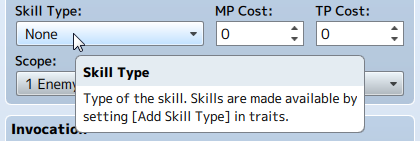 Skill Type: MP Cost: TP Cost:
None 0 0
Scope:
1 Enemy
Skill Type
Type of the skill. Skills are made available by
setting [Add Skill Type] in traits.
Invocation